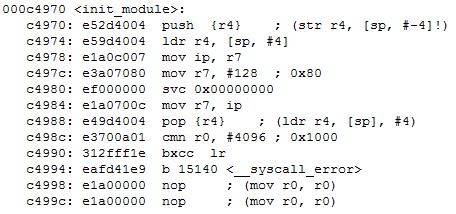 000c4970 <init_module>:
c4970: e52d4004 push {r4} ; (str r4, [sp, #-4]!)
c4974: e59d4004 ldr r4, [sp, #4]
c4978: e1a0c007 mov ip, r7
c497c: e3a07080 mov r7, #128 ; 0x80
c4980: ef000000 svc 0x00000000
c4984: e1a0700c mov r7, ip
c4988: e49d4004 pop {r4} ; (ldr r4, [sp], #4)
c498c: e3700a01 cmn r0, #4096 ; 0x1000
c4990: 312fff1e bxcc lr
c4994: eafd41e9 b 15140 <__syscall_error>
c4998: e1a00000 nop ; (mov r0, r0)
c499c: e1a00000 nop ; (mov r0, r0)